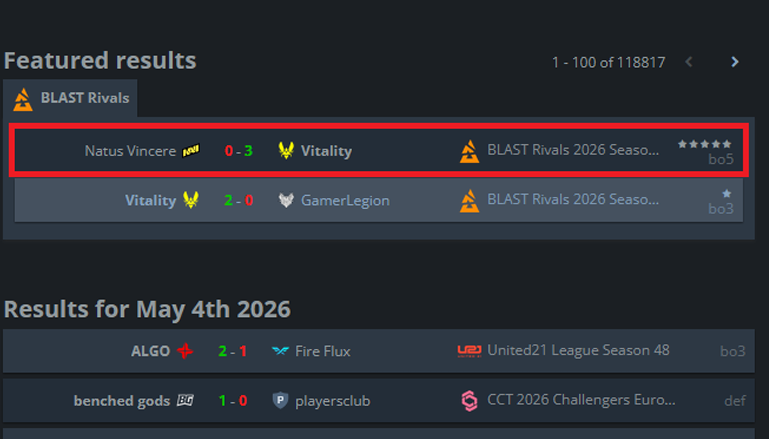 Featured results 1 - 100 of 118817
BLAST Rivals
Natus Vincere 0 - 3 Vitality BLAST Rivals 2026 Seaso... bo5
Vitality 2 - 0 GamerLegion BLAST Rivals 2026 Seaso... bo3
Results for May 4th 2026
ALGO 2 - 1 Fire Flux United21 League Season 48 bo3
benched gods BG 1 - 0 P playersclub CCT 2026 Challengers Euro... def